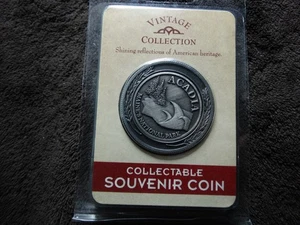 VINTAGE
COLLECTION
Shining reflections of American heritage.
ACADIA
NATIONAL PARK
COLLECTABLE
SOUVENIR COIN